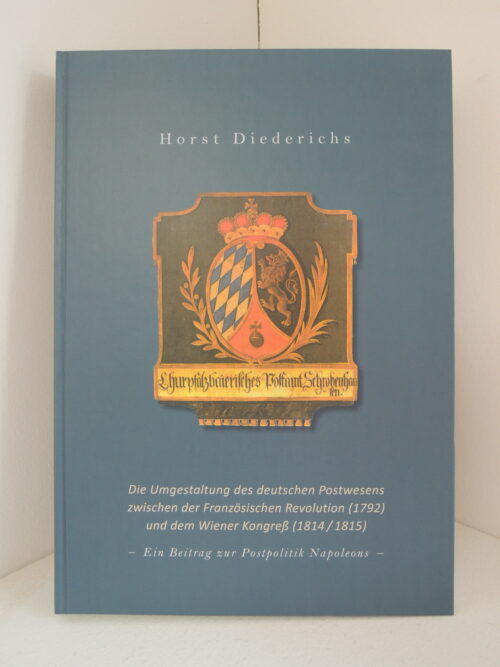 Horst Diederichs
Churpfalzbaierisches Postamt Schrobenhau
sen.
Die Umgestaltung des deutschen Postwesens
zwischen der Französischen Revolution (1792)
und dem Wiener Kongreß (1814/1815)
– Ein Beitrag zur Postpolitik Napoleons –